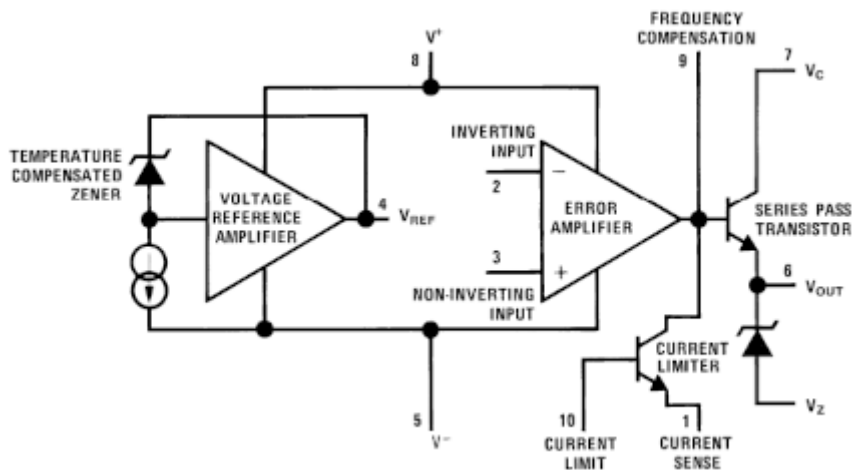 V+
8
FREQUENCY
COMPENSATION
9
7
VC
TEMPERATURE
COMPENSATED
ZENER
VOLTAGE
REFERENCE
AMPLIFIER
4
VREF
INVERTING
INPUT
2
−
ERROR
AMPLIFIER
3
+
NON-INVERTING
INPUT
SERIES PASS
TRANSISTOR
6
VOUT
CURRENT
LIMITER
VZ
5
V−
10
CURRENT
LIMIT
1
CURRENT
SENSE